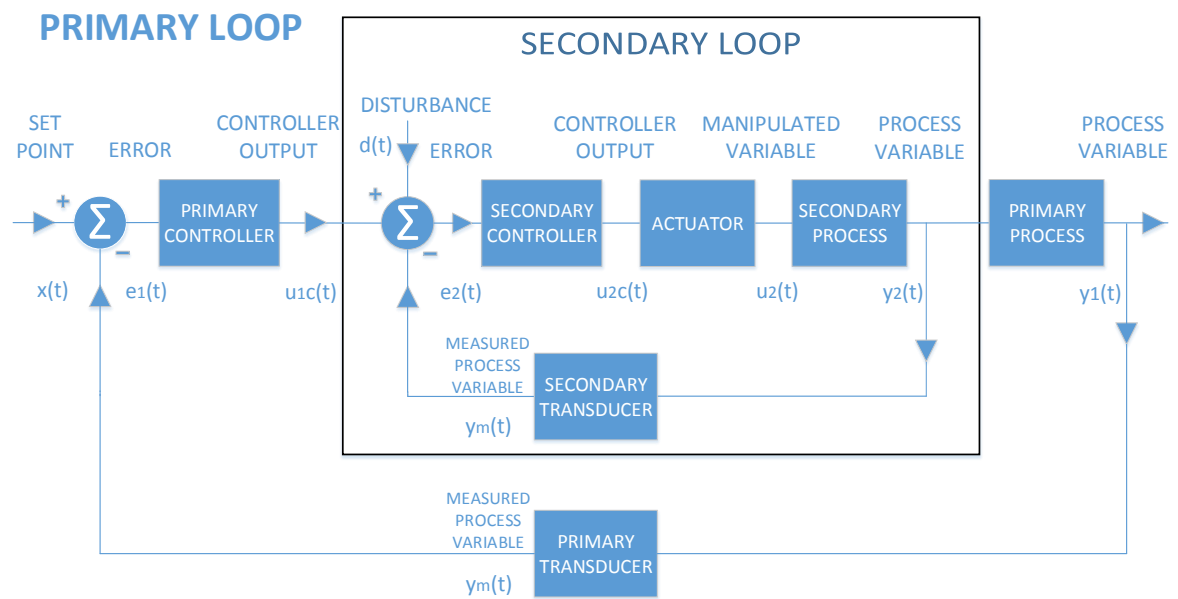 PRIMARY LOOP
SECONDARY LOOP
DISTURBANCE
SET
POINT
ERROR
CONTROLLER
OUTPUT
d(t)
ERROR
CONTROLLER
OUTPUT
MANIPULATED
VARIABLE
PROCESS
VARIABLE
PROCESS
VARIABLE
+
Σ
−
PRIMARY
CONTROLLER
+
Σ
−
SECONDARY
CONTROLLER
ACTUATOR
SECONDARY
PROCESS
PRIMARY
PROCESS
x(t)
e1(t)
u1c(t)
e2(t)
u2c(t)
u2(t)
y2(t)
y1(t)
MEASURED
PROCESS
VARIABLE
SECONDARY
TRANSDUCER
ym(t)
MEASURED
PROCESS
VARIABLE
PRIMARY
TRANSDUCER
ym(t)